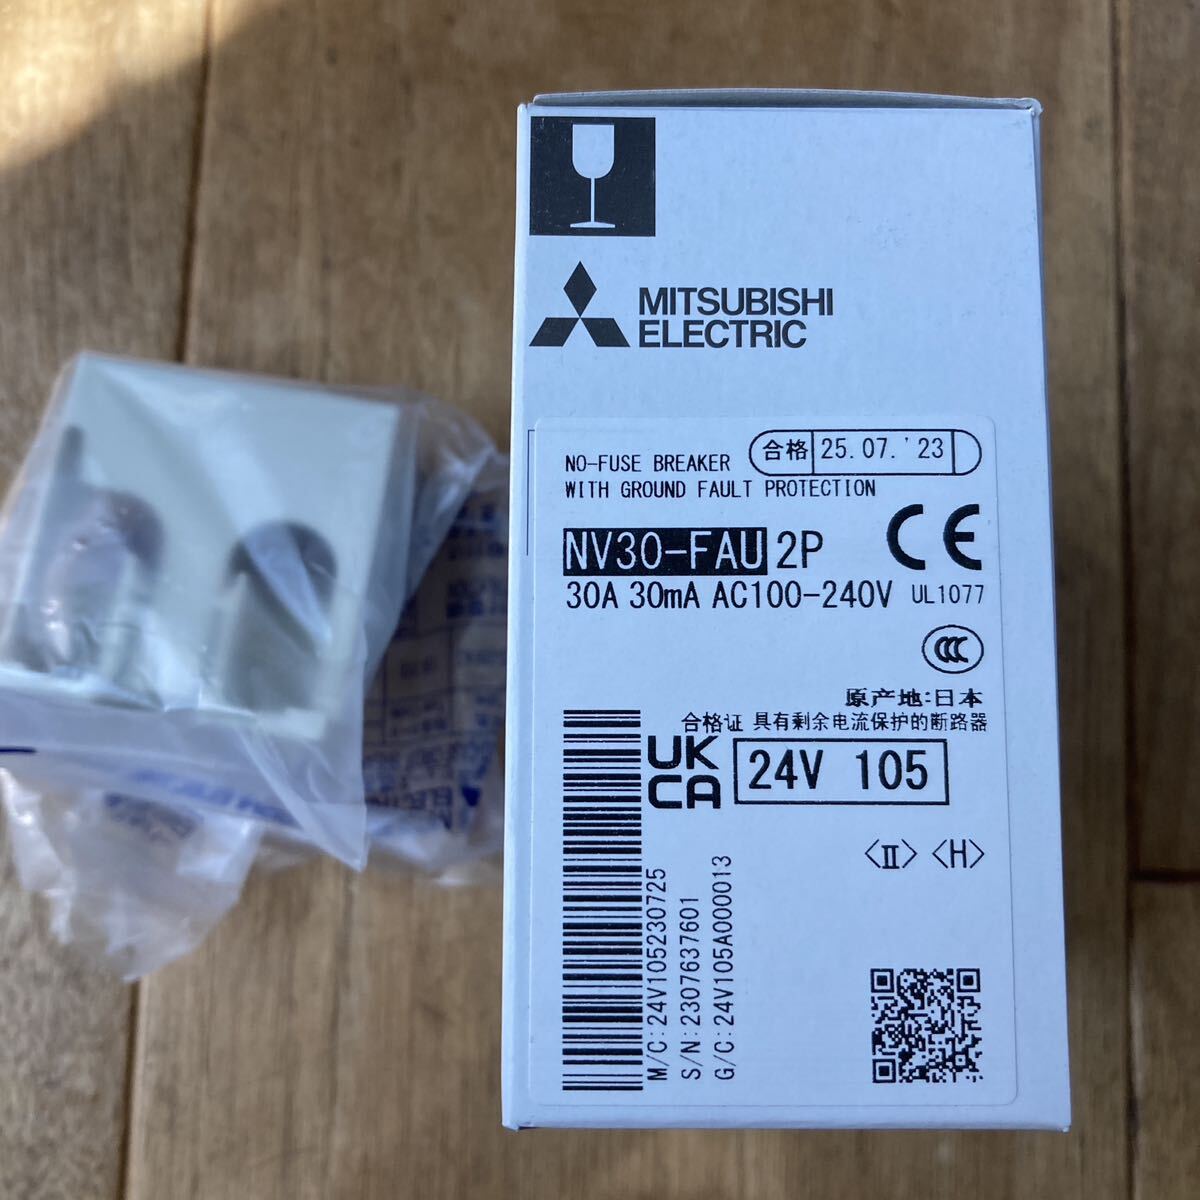 MITSUBISHI
ELECTRIC
合格 25.07.'23
NO-FUSE BREAKER
WITH GROUND FAULT PROTECTION
NV30-FAU 2P
CE
30A 30mA AC100-240V
UL1077
CCC
原产地:日本
合格证 具有剩余电流保护的断路器
UK
CA
24V 105
<II> <H>
M/C:24V105230725
S/N:2307637601
G/C:24V105A000013